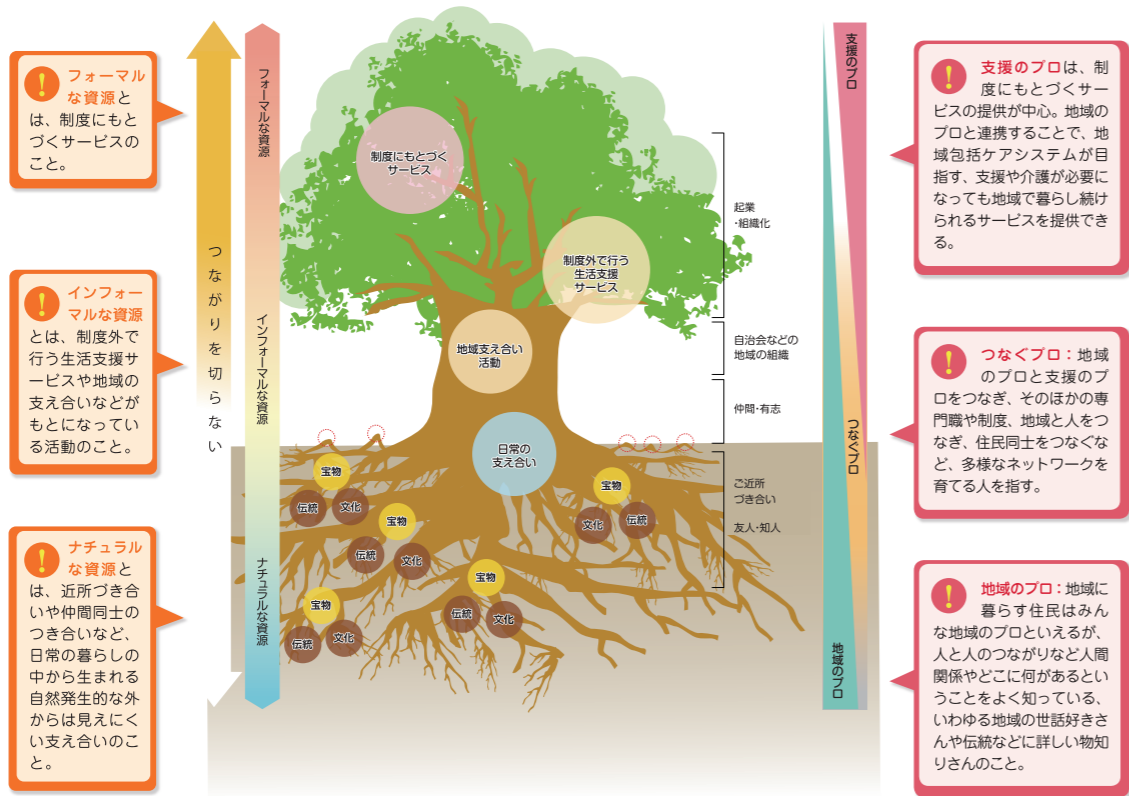 フォーマル
な資源と
は、制度にもと
づくサービスの
こと。
インフォー
マルな資源
とは、制度外で
行う生活支援サ
ービスや地域の
支え合いなどが
もとになってい
る活動のこと。
ナチュラル
な資源と
は、近所づき合
いや仲間同士の
つき合いなど、
日常の暮らしの
中から生まれる
自然発生的な外
からは見えにく
い支え合いのこ
と。
つながりを切らない
フォーマルな資源
インフォーマルな資源
ナチュラルな資源
制度にもとづく
サービス
制度外で行う
生活支援
サービス
地域支え合い
活動
日常の
支え合い
宝物
伝統
文化
宝物
伝統
文化
宝物
伝統
文化
宝物
伝統
文化
宝物
文化
伝統
起業
・組織化
自治会などの
地域の組織
仲間・有志
ご近所
づき合い
友人・知人
支援のプロ
つなぐプロ
地域のプロ
支援のプロは、制
度にもとづくサー
ビスの提供が中心。地域の
プロと連携することで、地
域包括ケアシステムが目
指す、支援や介護が必要に
なっても地域で暮らし続け
られるサービスを提供でき
る。
つなぐプロ：地域
のプロと支援のプ
ロをつなぎ、そのほかの専
門職や制度、地域と人をつ
なぎ、住民同士をつなぐな
ど、多様なネットワークを
育てる人を指す。
地域のプロ：地域に
暮らす住民はみん
な地域のプロといえるが、
人と人のつながりなど人間
関係やどこに何があるとい
うことをよく知っている、
いわゆる地域の世話好きさ
んや伝統などに詳しい物知
りさんのこと。